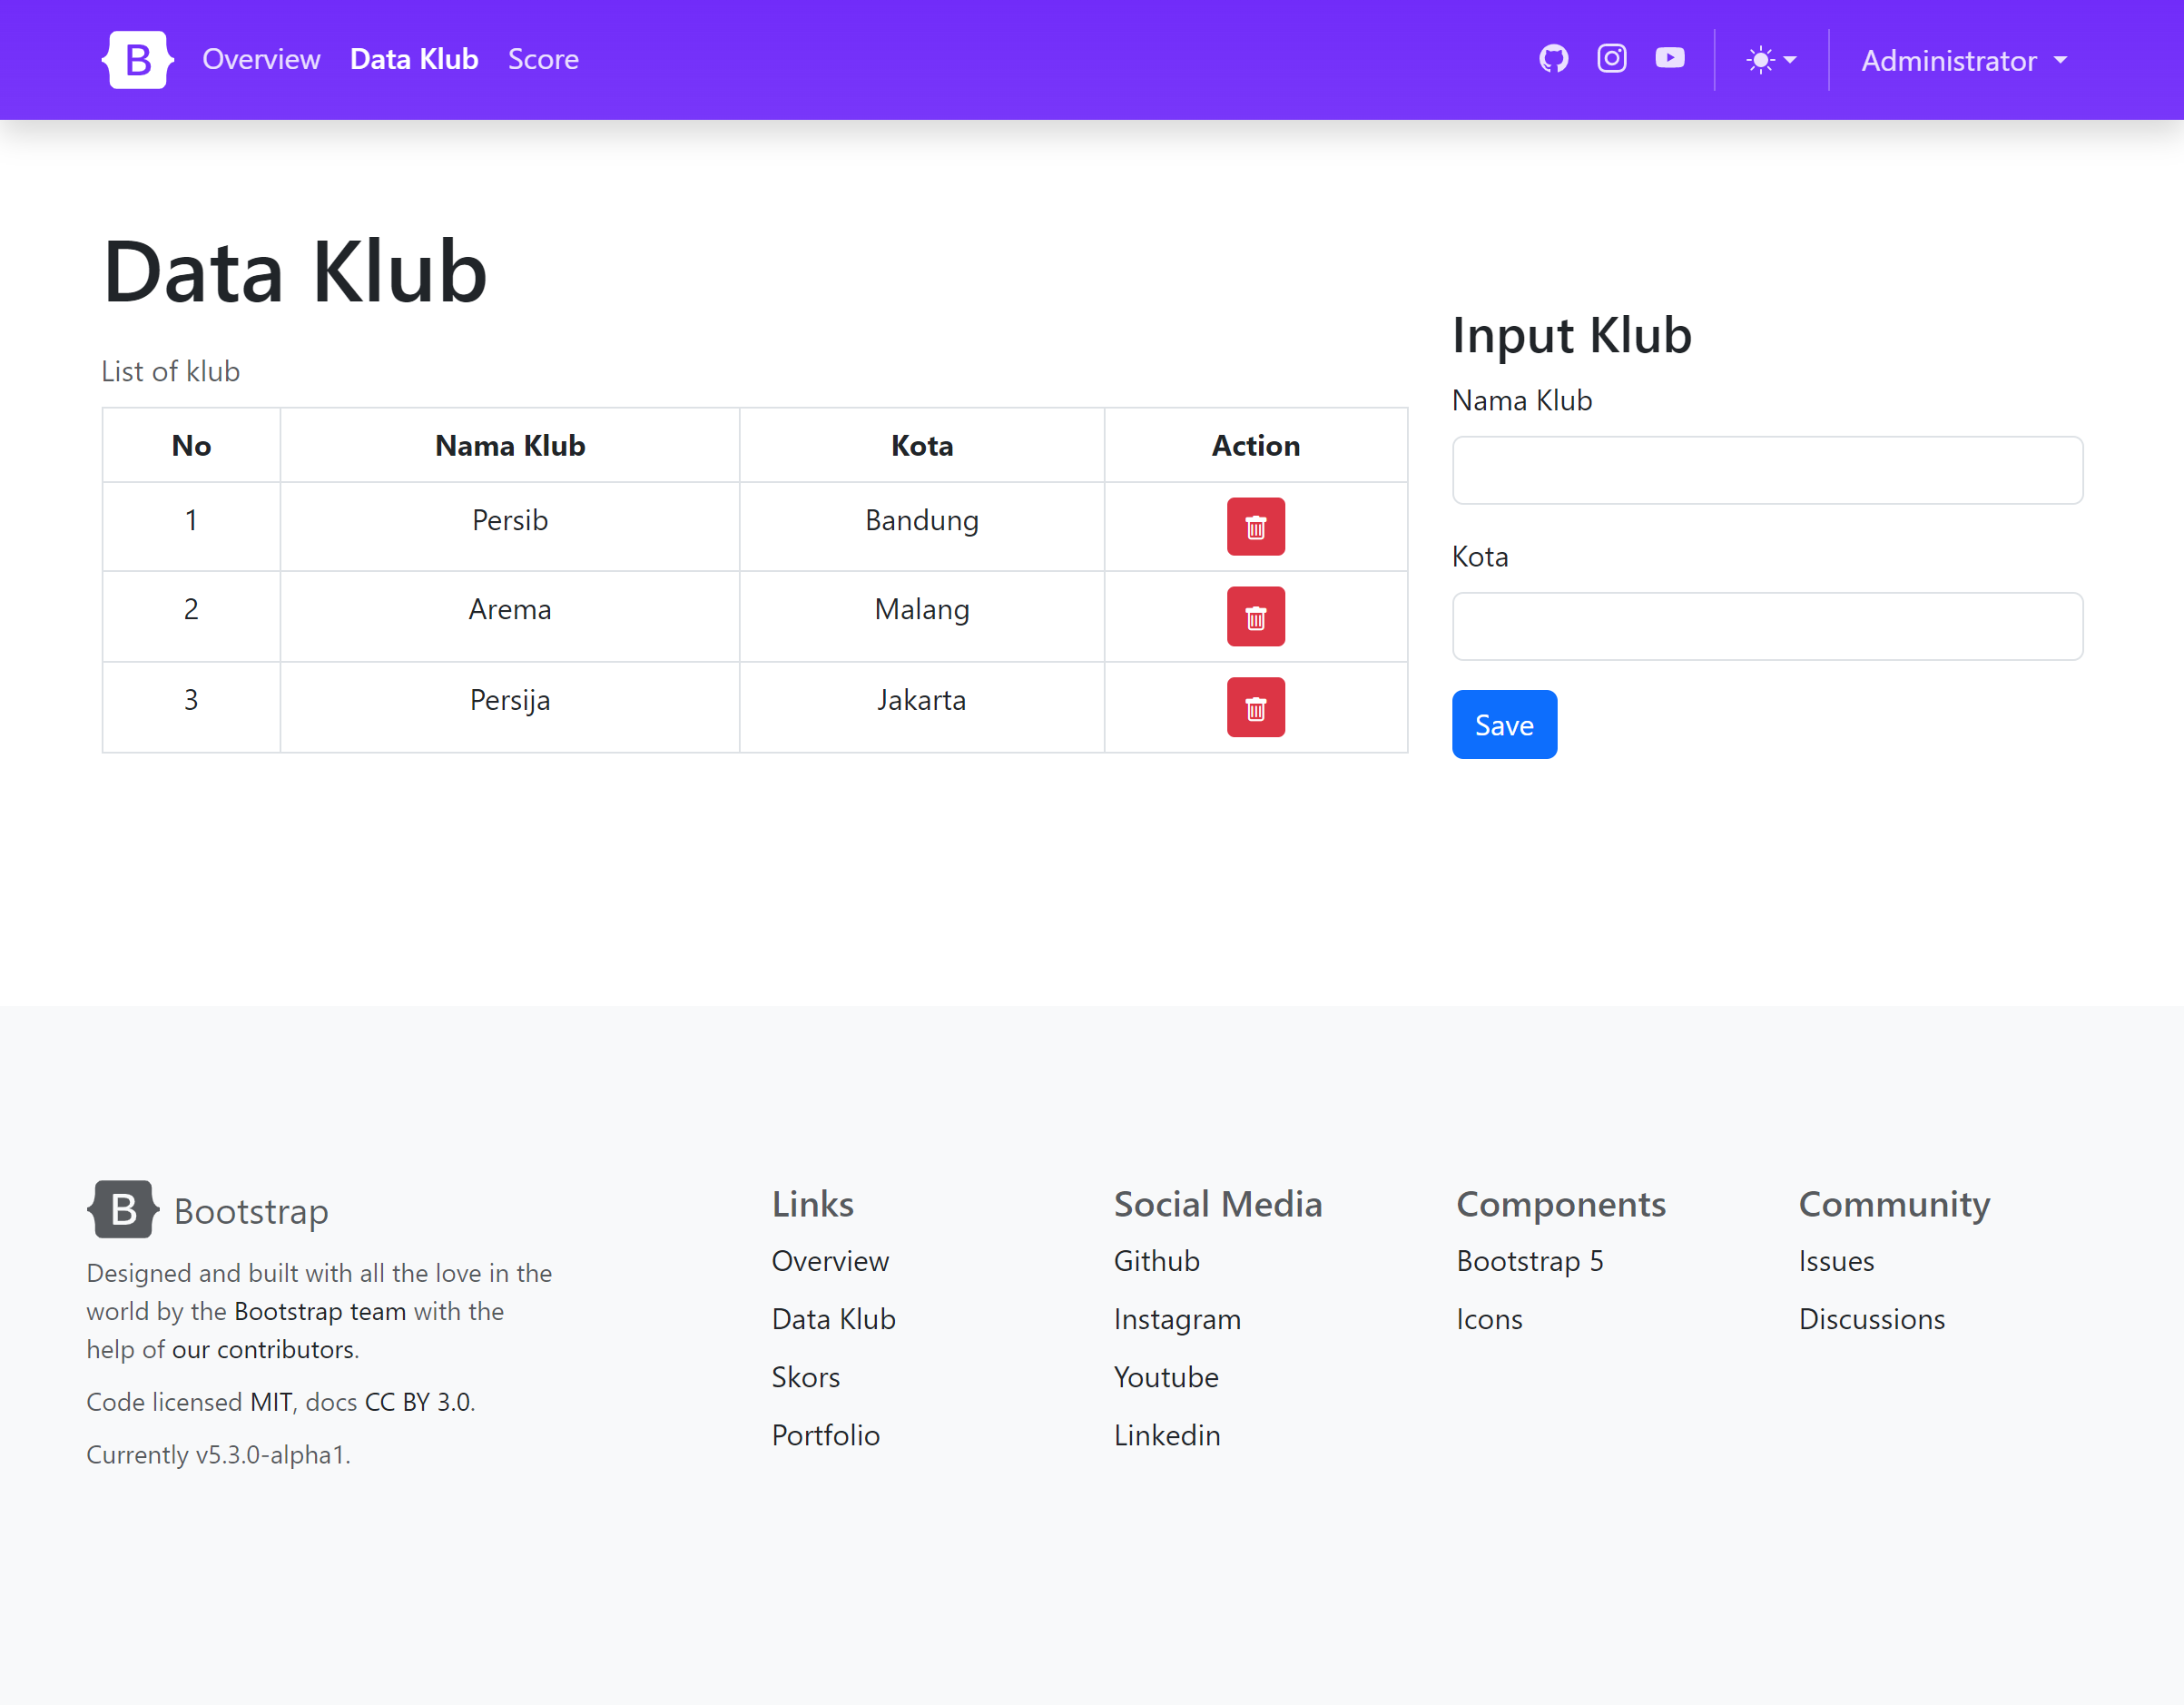 B Overview Data Klub Score Administrator
Data Klub
List of klub
No Nama Klub Kota Action
1 Persib Bandung
2 Arema Malang
3 Persija Jakarta
Input Klub
Nama Klub
Kota
Save
B Bootstrap
Designed and built with all the love in the
world by the Bootstrap team with the
help of our contributors.
Code licensed MIT, docs CC BY 3.0.
Currently v5.3.0-alpha1.
Links
Overview
Data Klub
Skors
Portfolio
Social Media
Github
Instagram
Youtube
Linkedin
Components
Bootstrap 5
Icons
Community
Issues
Discussions